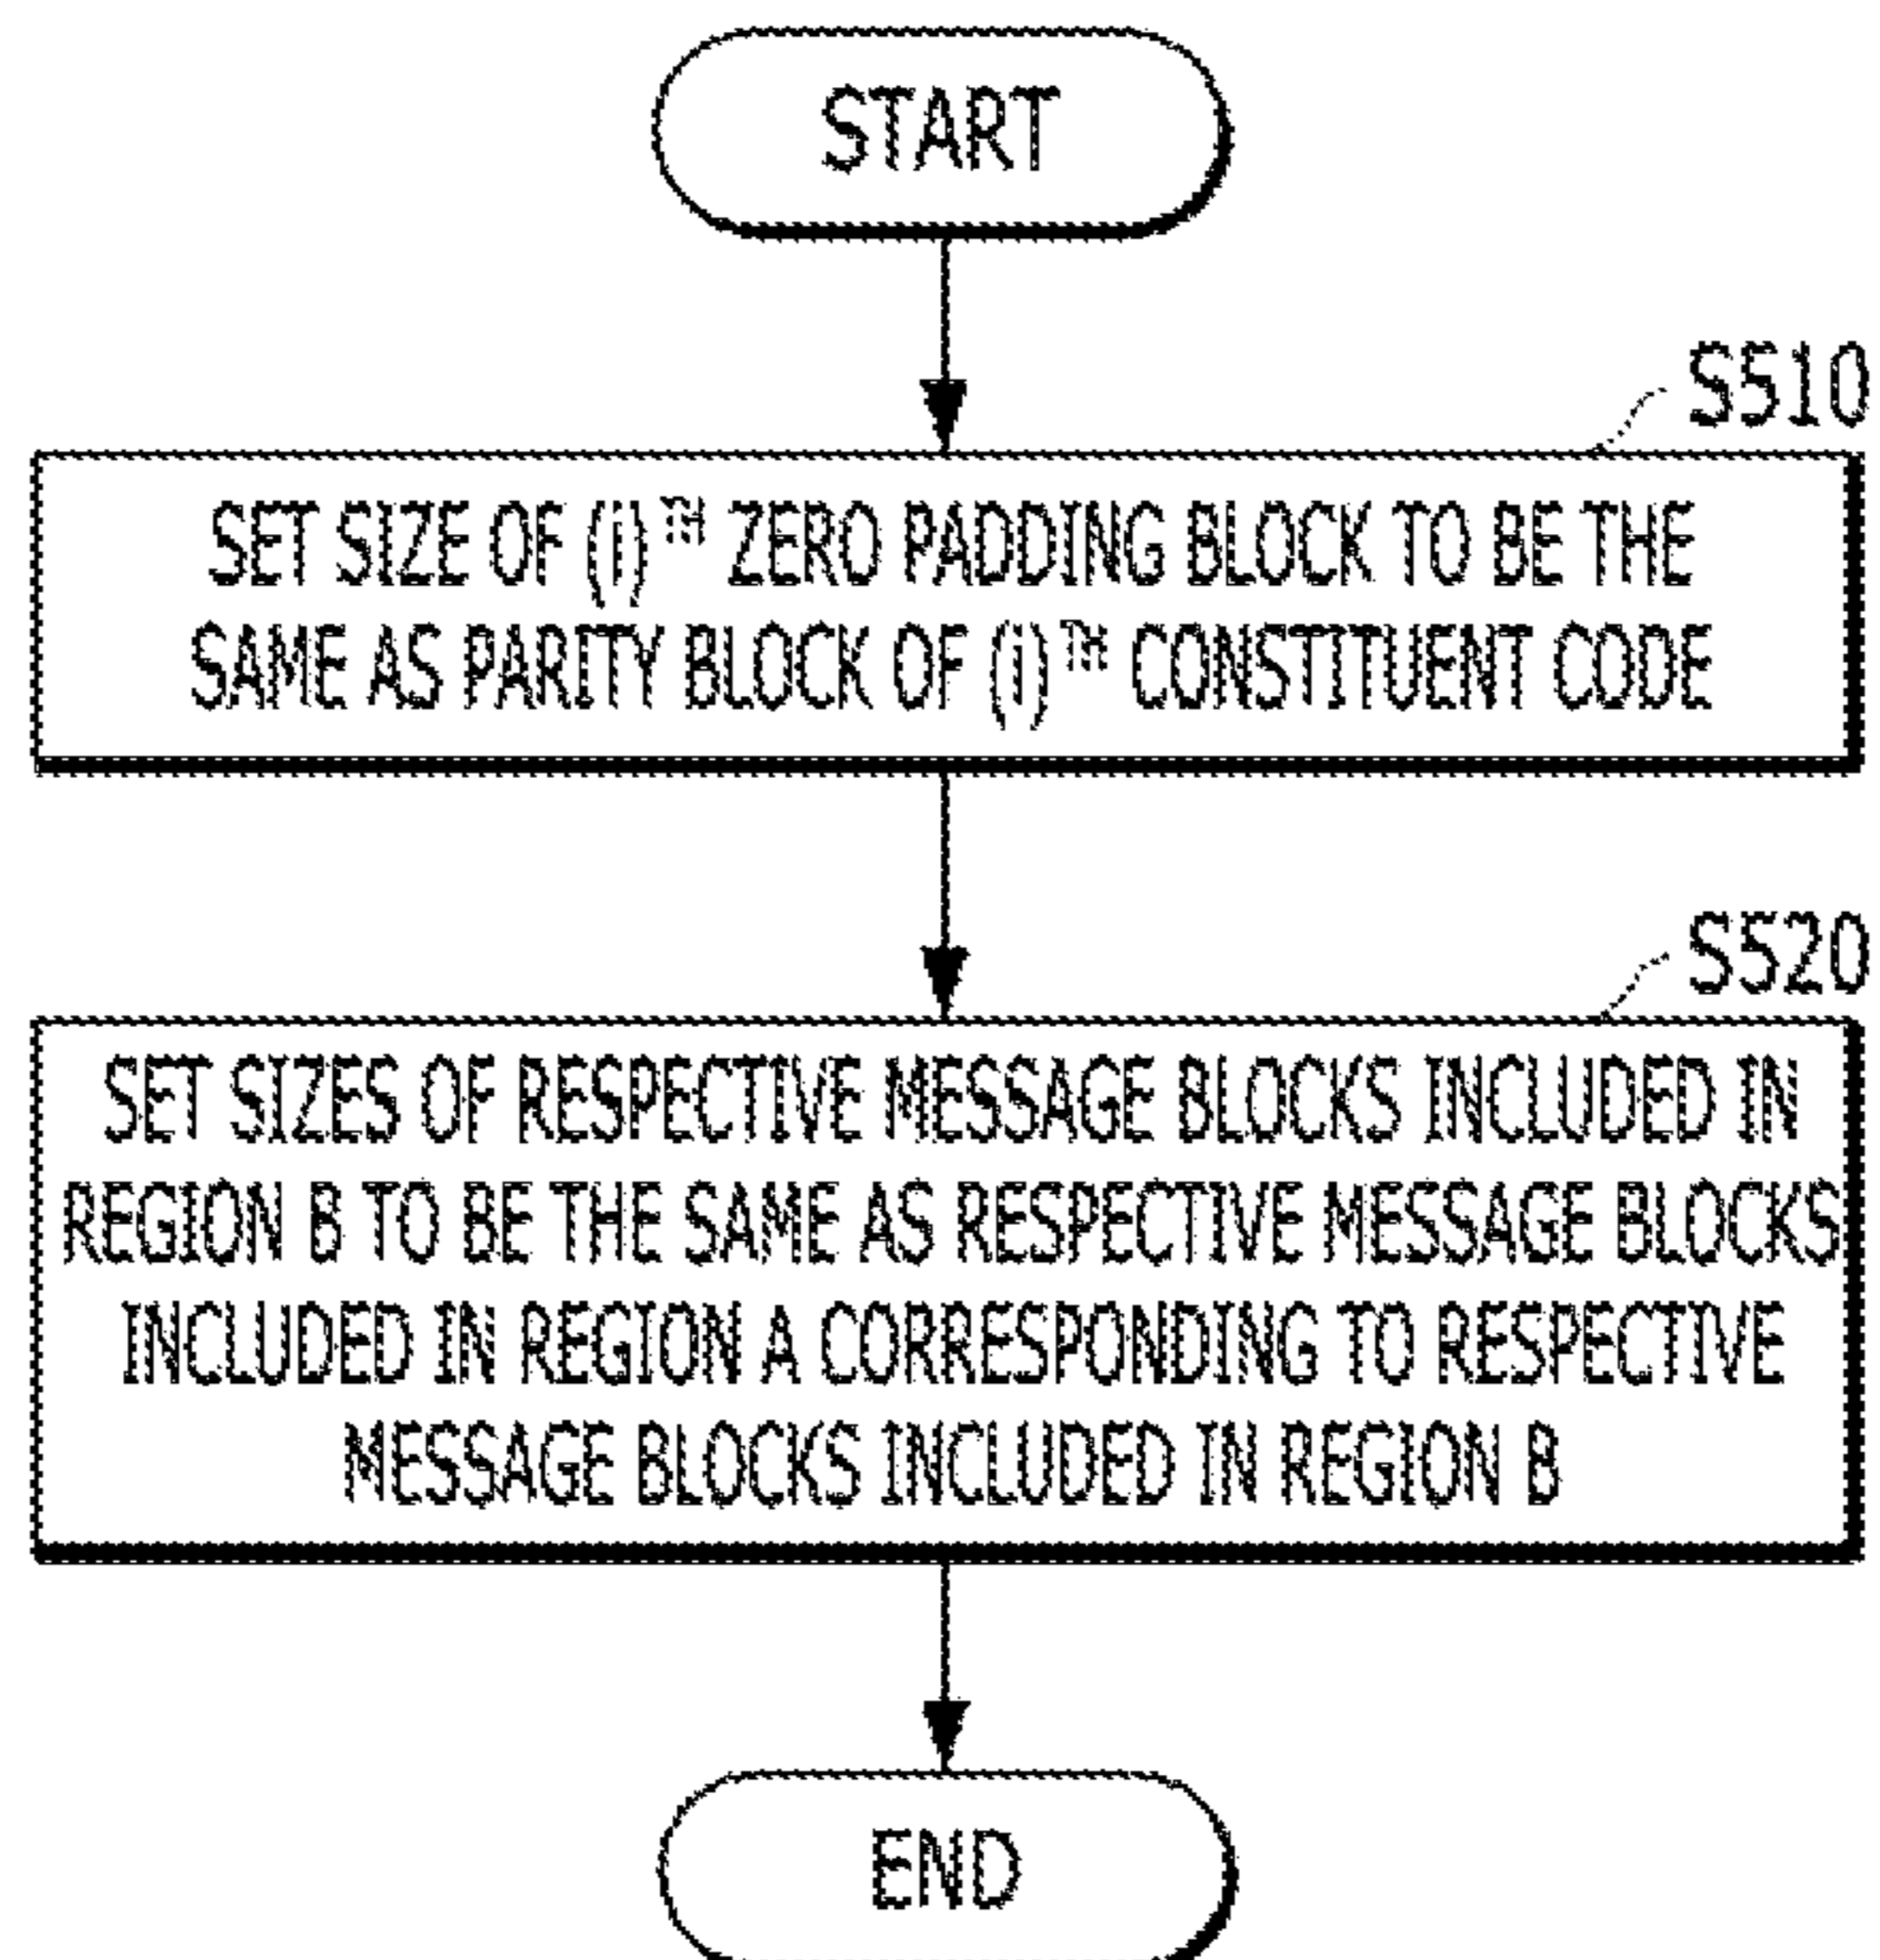 START
S510
SET SIZE OF (i)TH ZERO PADDING BLOCK TO BE THE
SAME AS PARITY BLOCK OF (i)TH CONSTITUENT CODE
S520
SET SIZES OF RESPECTIVE MESSAGE BLOCKS INCLUDED IN
REGION B TO BE THE SAME AS RESPECTIVE MESSAGE BLOCKS
INCLUDED IN REGION A CORRESPONDING TO RESPECTIVE
MESSAGE BLOCKS INCLUDED IN REGION B
END